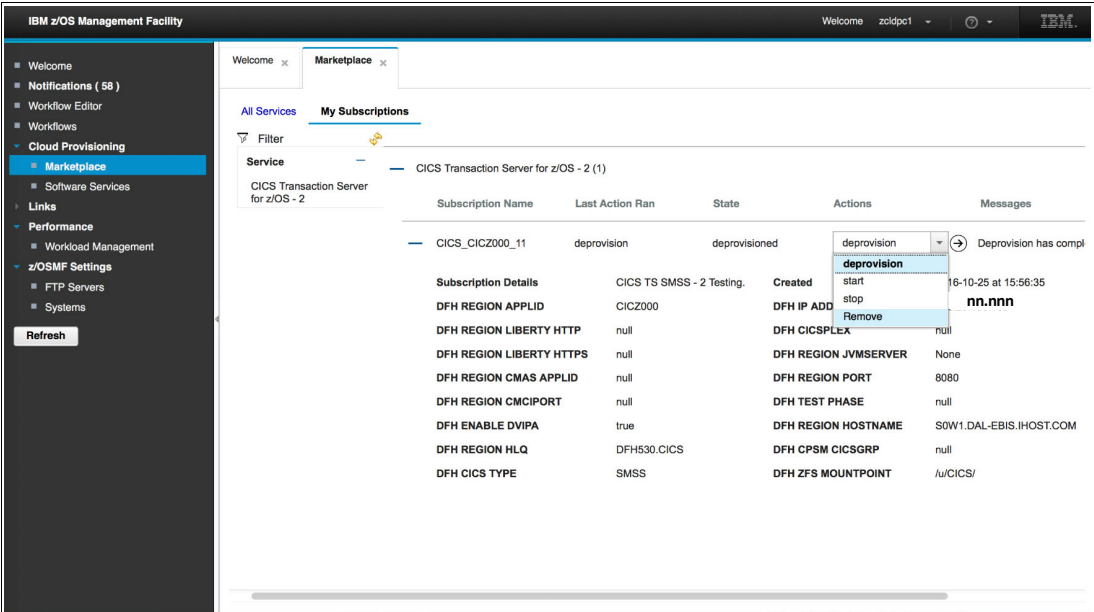 IBM z/OS Management Facility
Welcome zcldpc1
IBM.
Welcome
Notifications ( 58 )
Workflow Editor
Workflows
Cloud Provisioning
Marketplace
Software Services
Links
Performance
Workload Management
z/OSMF Settings
FTP Servers
Systems
Refresh
Welcome x Marketplace x
All Services My Subscriptions
Filter
Service
CICS Transaction Server
for z/OS - 2
CICS Transaction Server for z/OS - 2 (1)
Subscription Name Last Action Ran State Actions Messages
CICS_CICZ000_11 deprovision deprovisioned deprovision Deprovision has compl
deprovision
start
stop
Remove
Subscription Details CICS TS SMSS - 2 Testing. Created 16-10-25 at 15:56:35
DFH REGION APPLID CICZ000 DFH IP ADD nn.nnn
DFH REGION LIBERTY HTTP null DFH CICSPLEX null
DFH REGION LIBERTY HTTPS null DFH REGION JVMSERVER None
DFH REGION CMAS APPLID null DFH REGION PORT 8080
DFH REGION CMCIPORT null DFH TEST PHASE null
DFH ENABLE DVIPA true DFH REGION HOSTNAME S0W1.DAL-EBIS.IHOST.COM
DFH REGION HLQ DFH530.CICS DFH CPSM CICSGRP null
DFH CICS TYPE SMSS DFH ZFS MOUNTPOINT /u/CICS/